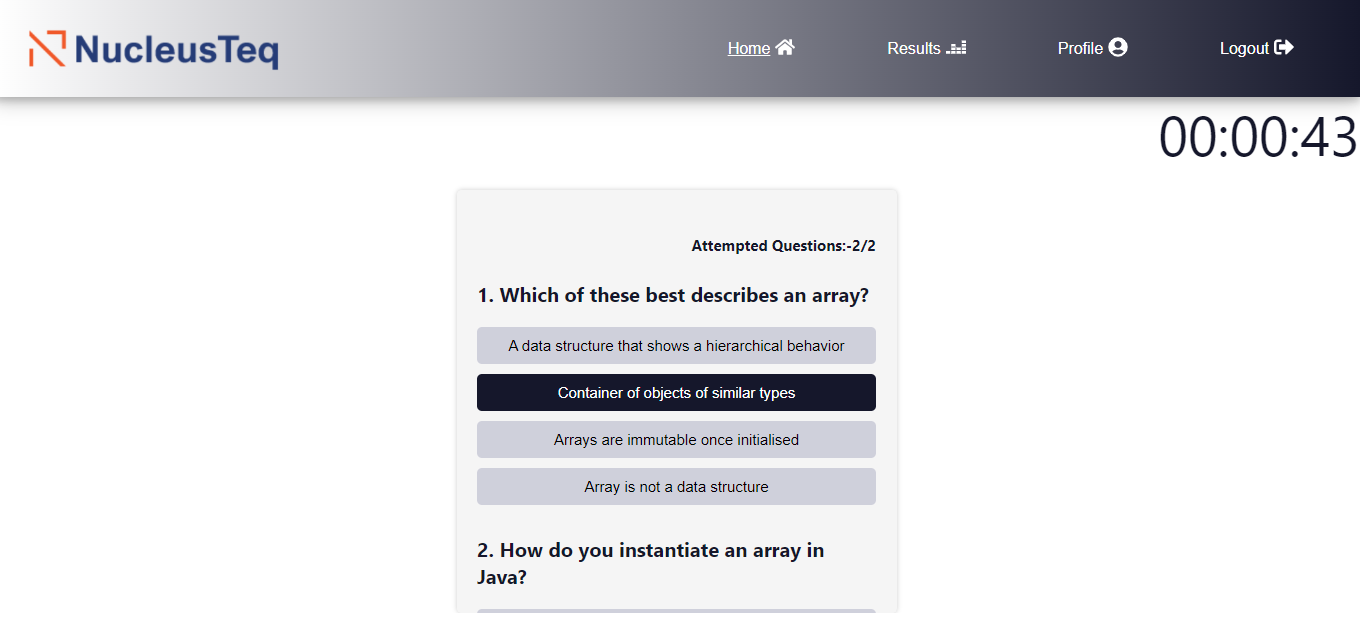 NucleusTeq
Home
Results
Profile
Logout
00:00:43
Attempted Questions:-2/2
1. Which of these best describes an array?
A data structure that shows a hierarchical behavior
Container of objects of similar types
Arrays are immutable once initialised
Array is not a data structure
2. How do you instantiate an array in
Java?